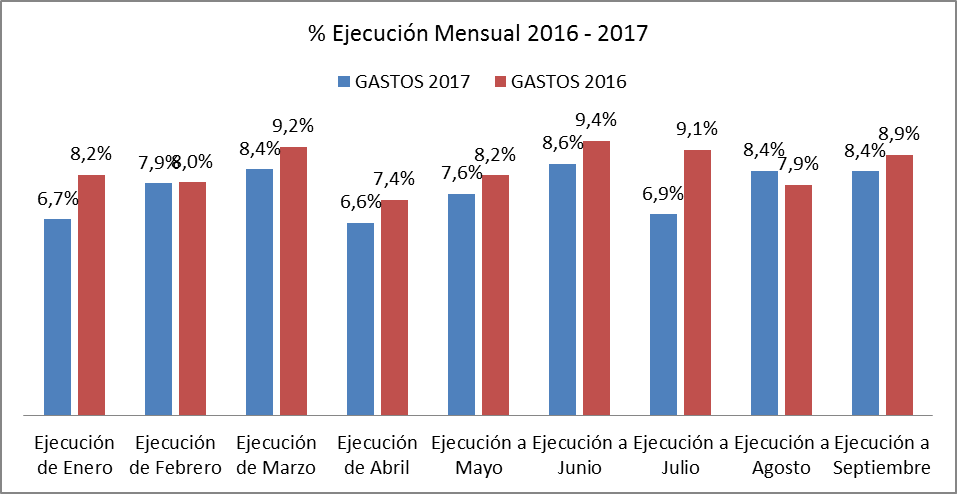 % Ejecución Mensual 2016 - 2017
GASTOS 2017 GASTOS 2016
6,7% 8,2% 7,9% 8,0% 8,4% 9,2% 6,6% 7,4% 7,6% 8,2% 8,6% 9,4% 6,9% 9,1% 8,4% 7,9% 8,4% 8,9%
Ejecución de Enero
Ejecución de Febrero
Ejecución de Marzo
Ejecución de Abril
Ejecución a Mayo
Ejecución a Junio
Ejecución a Julio
Ejecución a Agosto
Ejecución a Septiembre